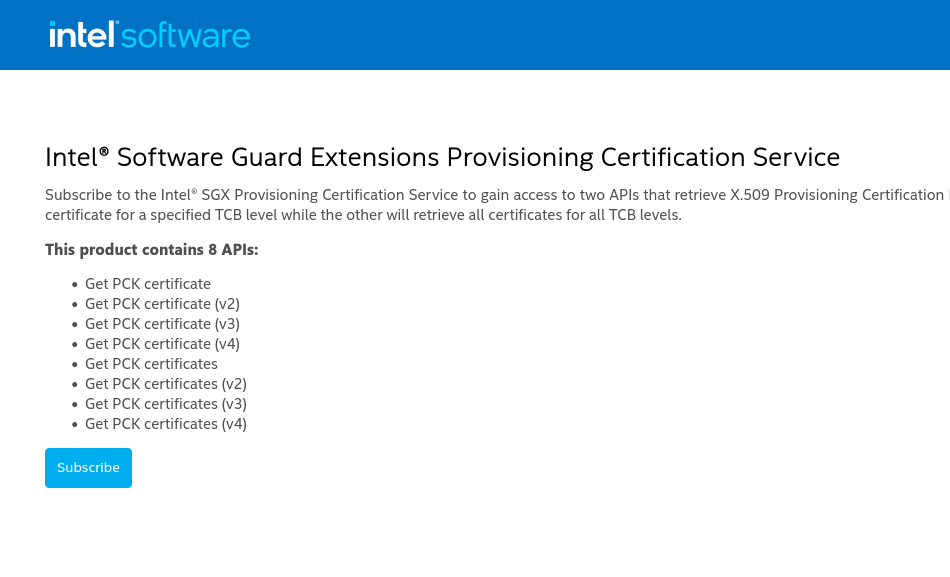 intel® software
Intel® Software Guard Extensions Provisioning Certification Service
Subscribe to the Intel® SGX Provisioning Certification Service to gain access to two APIs that retrieve X.509 Provisioning Certification
certificate for a specified TCB level while the other will retrieve all certificates for all TCB levels.
This product contains 8 APIs:
• Get PCK certificate
• Get PCK certificate (v2)
• Get PCK certificate (v3)
• Get PCK certificate (v4)
• Get PCK certificates
• Get PCK certificates (v2)
• Get PCK certificates (v3)
• Get PCK certificates (v4)
Subscribe